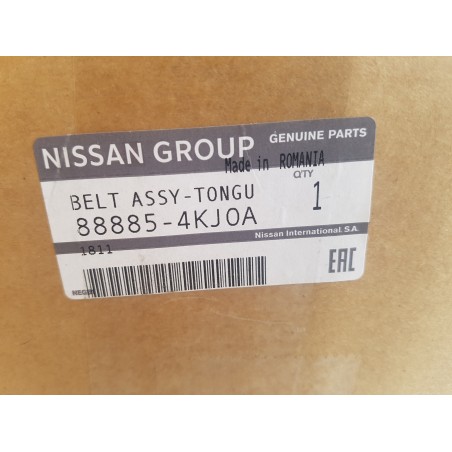 NISSAN GROUP GENUINE PARTS
Made in ROMANIA
BELT ASSY-TONGU
Q'TY
1
88885-4KJ0A
Nissan International S.A.
1811
EAC